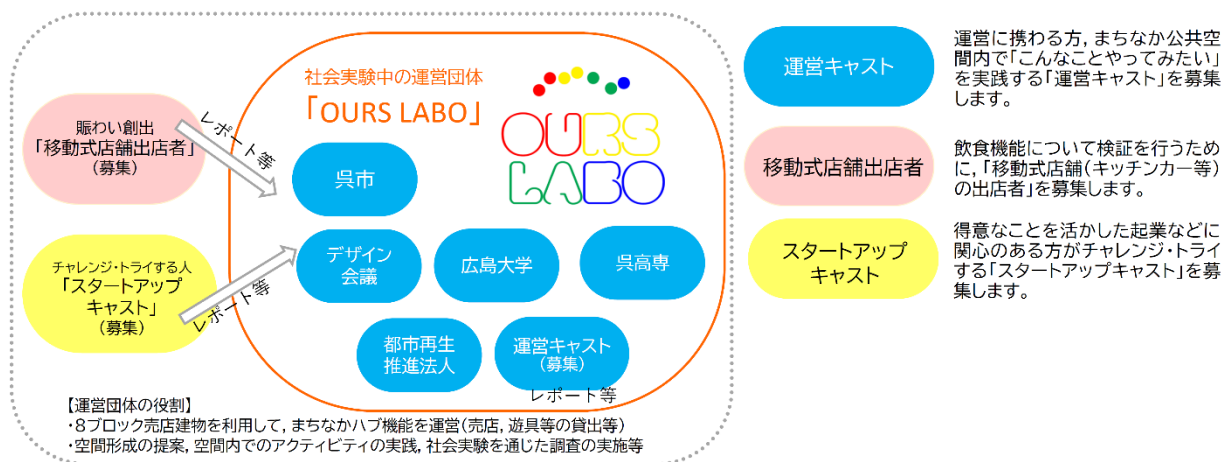 社会実験中の運営団体
「OURS LABO」
OURS
LABO
賑わい創出
「移動式店舗出店者」
(募集)
レポート等
チャレンジ・トライする人
「スタートアップ
キャスト」
(募集)
レポート等
呉市
デザイン
会議
広島大学
呉高専
都市再生
推進法人
運営キャスト
(募集)
レポート等
【運営団体の役割】
・8ブロック売店建物を利用して，まちなかハブ機能を運営(売店，遊具等の貸出等)
・空間形成の提案，空間内でのアクティビティの実践，社会実験を通じた調査の実施等
運営キャスト
運営に携わる方，まちなか公共空
間内で「こんなことやってみたい」
を実践する「運営キャスト」を募集
します。
移動式店舗出店者
飲食機能について検証を行うため
に，「移動式店舗(キッチンカー等)
の出店者」を募集します。
スタートアップ
キャスト
得意なことを活かした起業などに
関心のある方がチャレンジ・トライ
する「スタートアップキャスト」を募
集します。